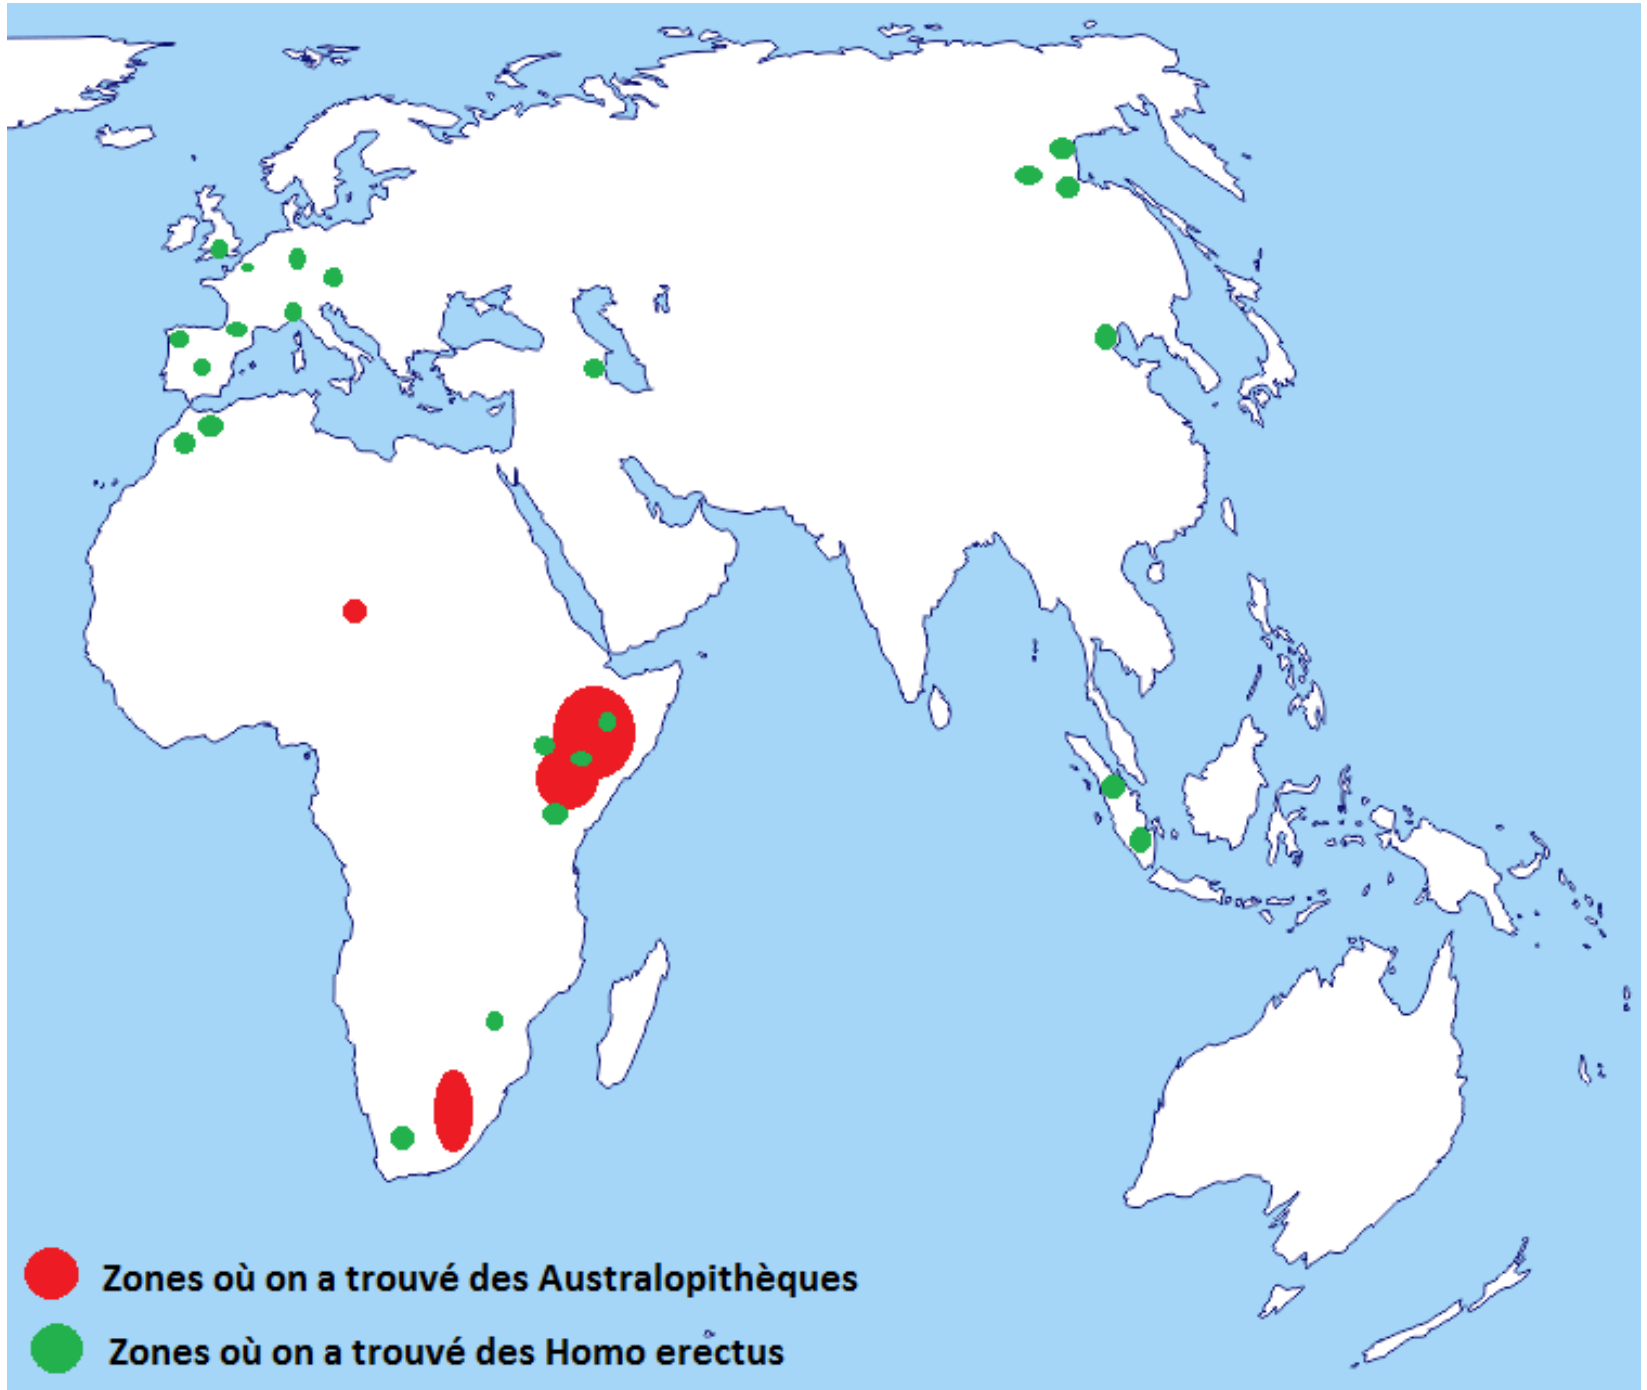 Zones où on a trouvé des Australopithèques
Zones où on a trouvé des Homo erectus